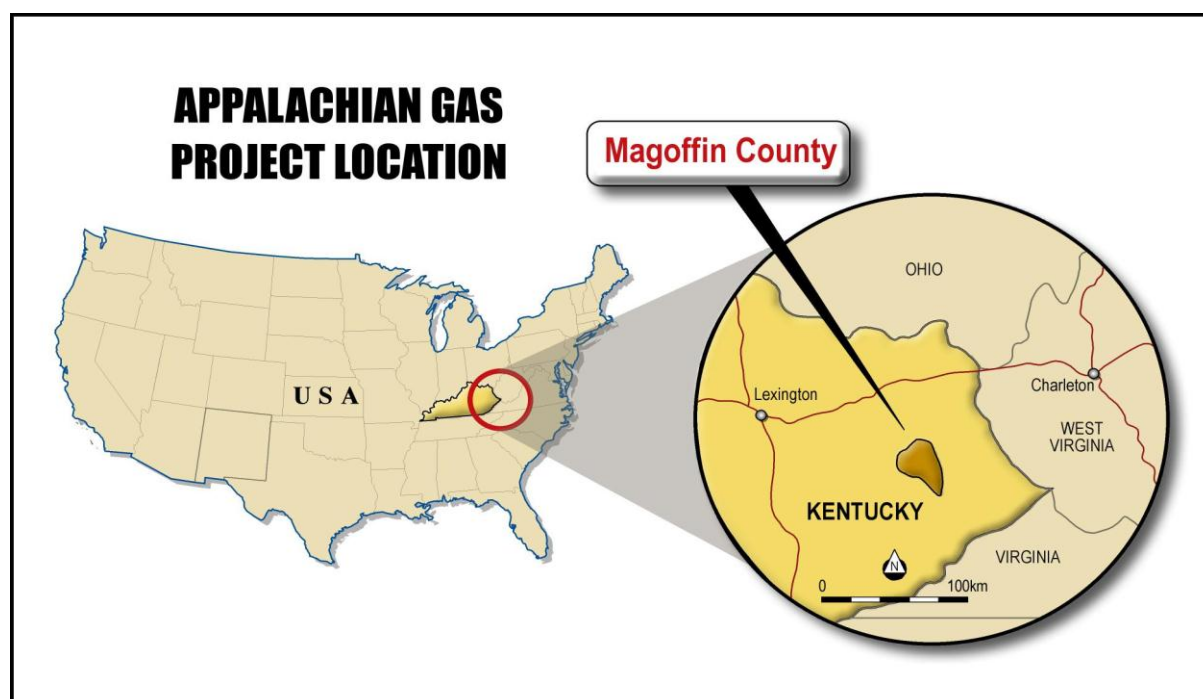 APPALACHIAN GAS
PROJECT LOCATION
Magoffin County
USA
OHIO
Lexington
Charleton
WEST
VIRGINIA
KENTUCKY
VIRGINIA
N
0
100km